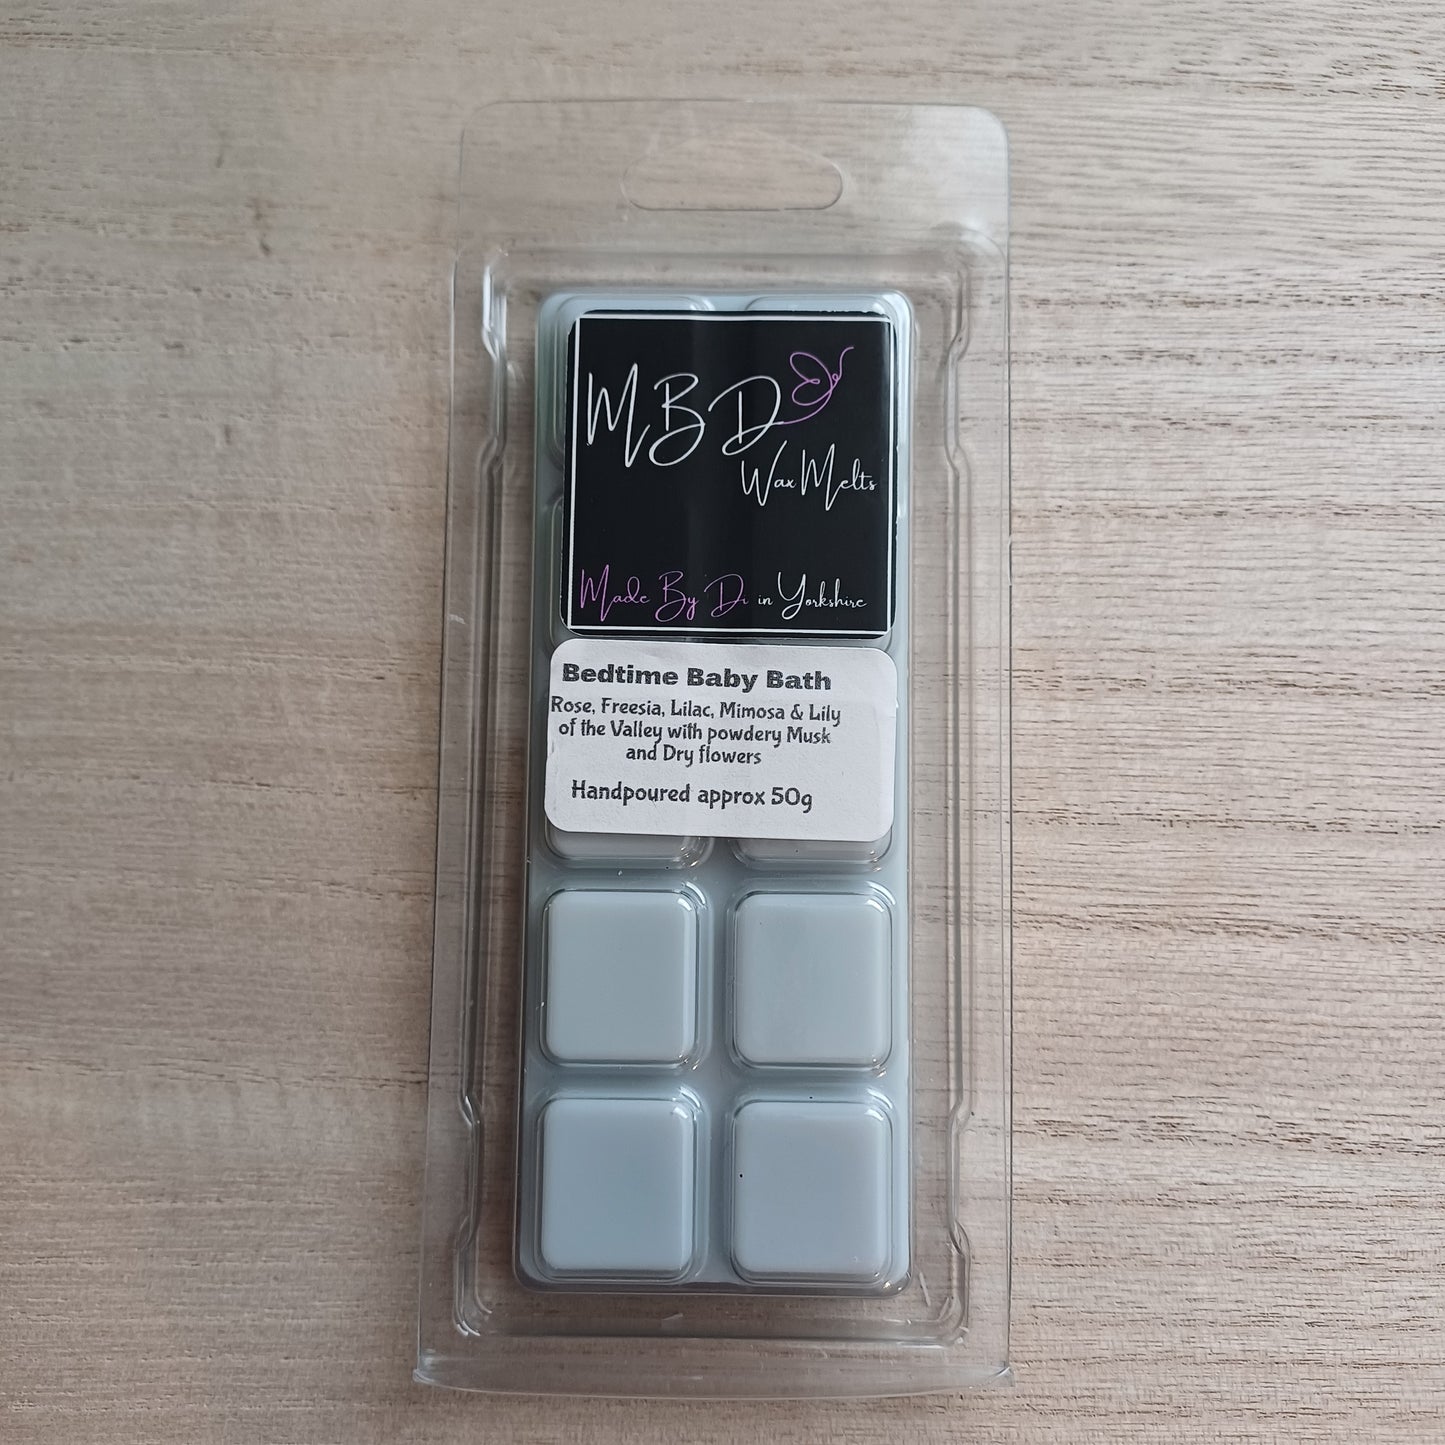 MBD
Wax Melts
Made By Di in Yorkshire
Bedtime Baby Bath
Rose, Freesia, Lilac, Mimosa & Lily
of the Valley with powdery Musk
and Dry flowers
Handpoured approx 50g